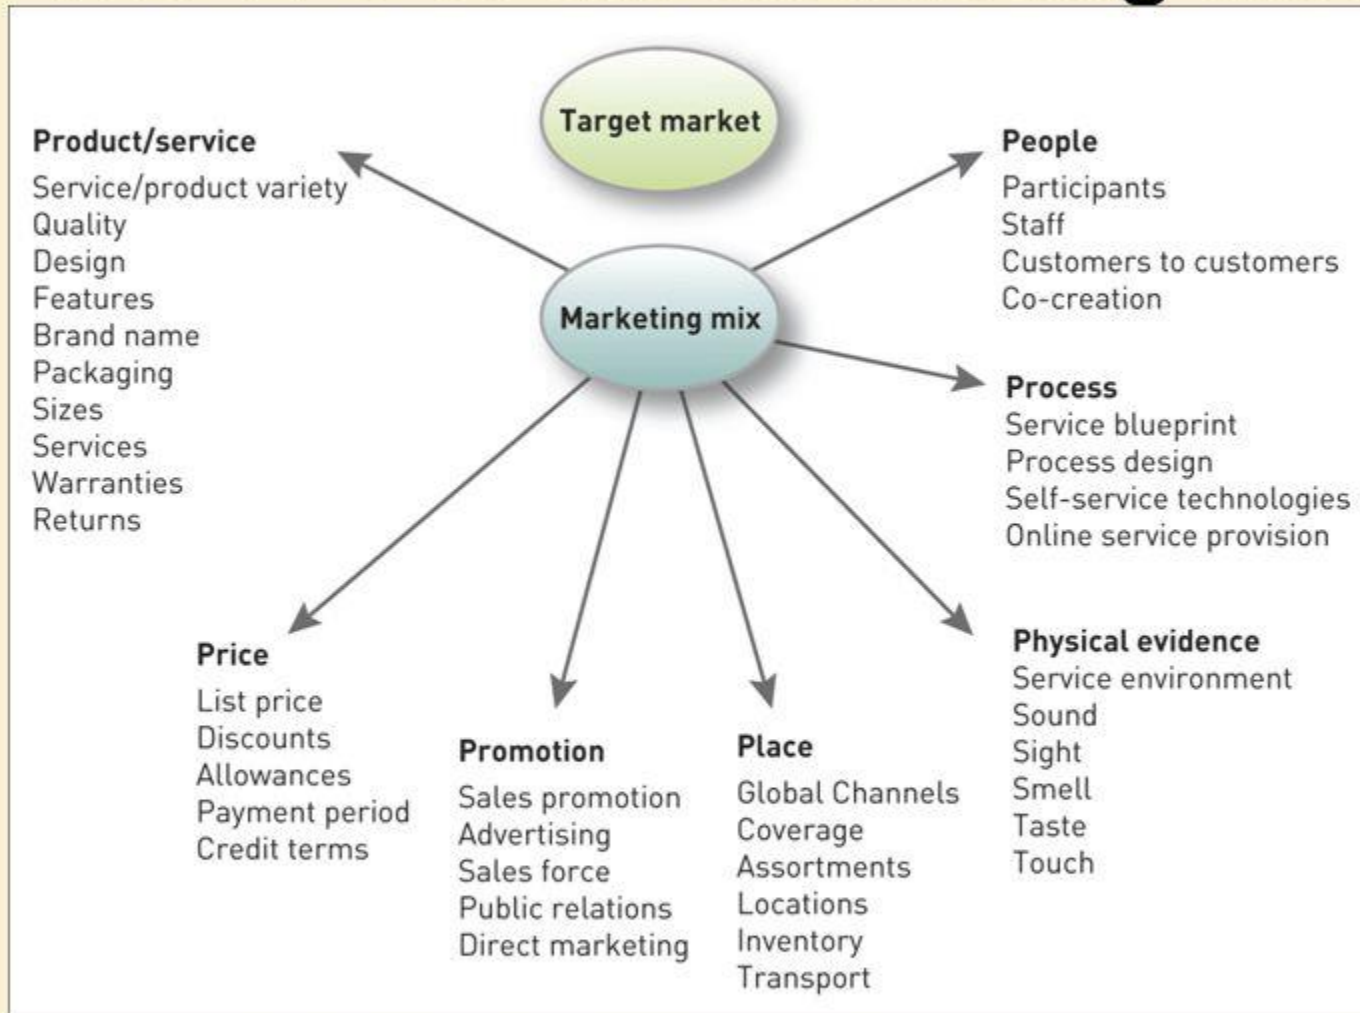 Target market
Marketing mix
Product/service
Service/product variety
Quality
Design
Features
Brand name
Packaging
Sizes
Services
Warranties
Returns
Price
List price
Discounts
Allowances
Payment period
Credit terms
Promotion
Sales promotion
Advertising
Sales force
Public relations
Direct marketing
Place
Global Channels
Coverage
Assortments
Locations
Inventory
Transport
People
Participants
Staff
Customers to customers
Co-creation
Process
Service blueprint
Process design
Self-service technologies
Online service provision
Physical evidence
Service environment
Sound
Sight
Smell
Taste
Touch